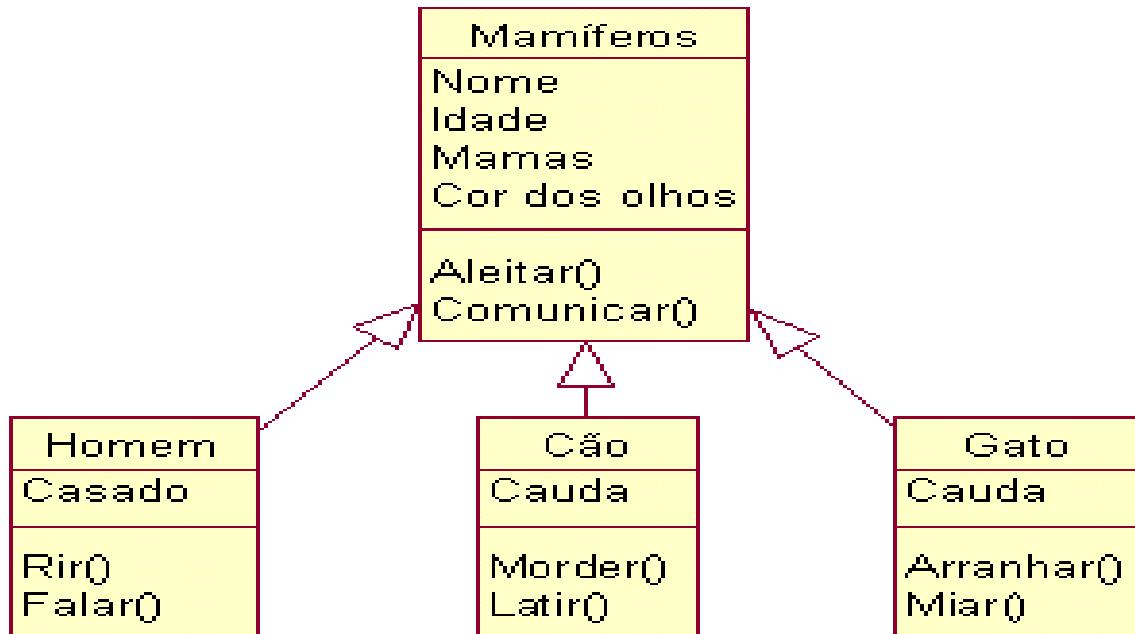 Mamíferos
Nome
Idade
Mamas
Cor dos olhos
Aleitar()
Comunicar()
Homem
Casado
Rir()
Falar()
Cão
Cauda
Morder()
Latir()
Gato
Cauda
Arranhar()
Miar()